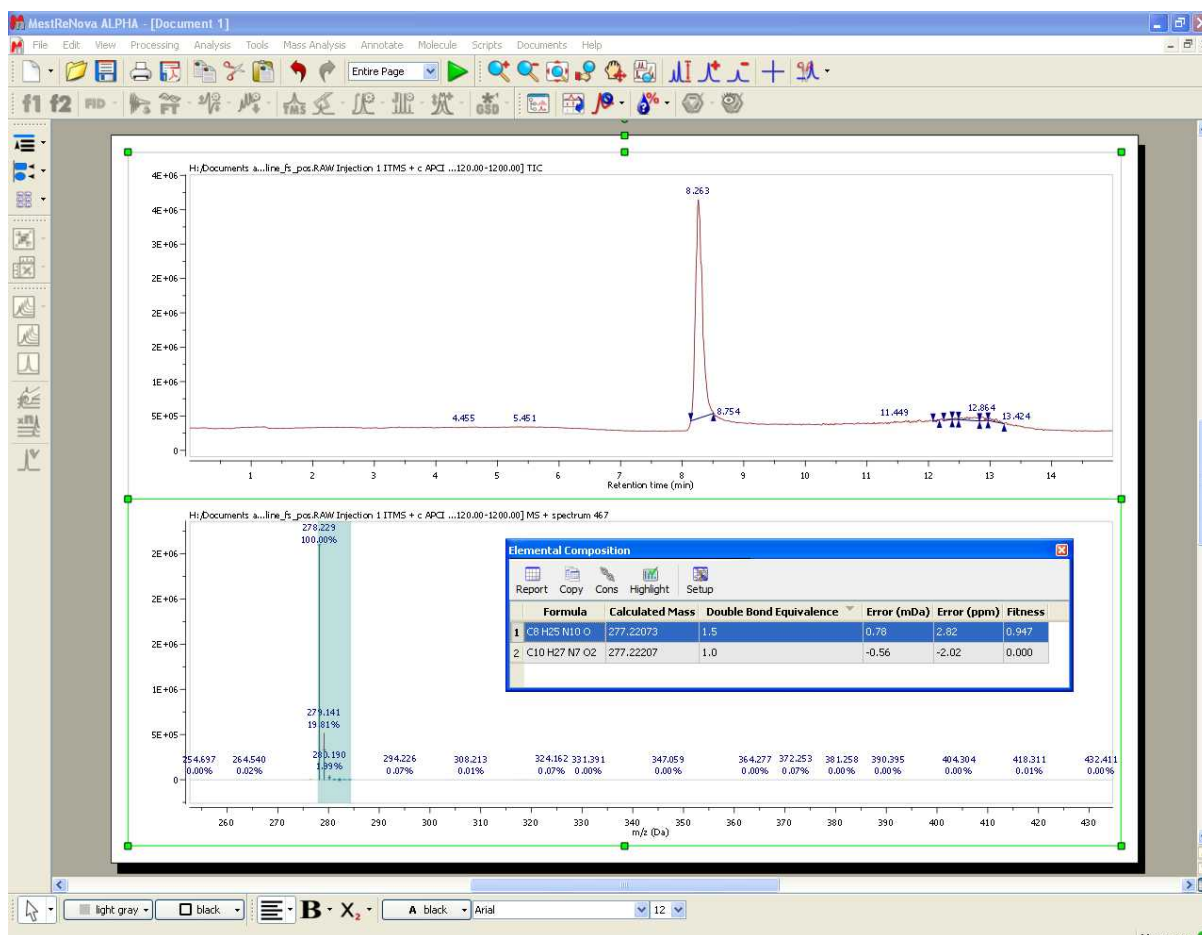 MestReNova ALPHA - [Document 1]
File Edit View Processing Analysis Tools Mass Analysis Annotate Molecule Scripts Documents Help
Entire Page
f1 f2 FID FT TMS GSD
H:/Documents a...line_fs_pos.RAW Injection 1 ITMS + c APCI ...120.00-1200.00] TIC
4E+06
4E+06
3E+06
2E+06
2E+06
2E+06
1E+06
5E+05
0
8.263
4.455 5.451 8.754 11.449 12.864 13.424
1 2 3 4 5 6 7 8 9 10 11 12 13 14
Retention time (min)
H:/Documents a...line_fs_pos.RAW Injection 1 ITMS + c APCI ...120.00-1200.00] MS + spectrum 467
278.229
100.00%
2E+06
2E+06
2E+06
1E+06
5E+05
0
Elemental Composition
Report Copy Cons Highlight Setup
Formula Calculated Mass Double Bond Equivalence Error (mDa) Error (ppm) Fitness
1 C8 H25 N10 O 277.22073 1.5 0.78 2.82 0.947
2 C10 H27 N7 O2 277.22207 1.0 -0.56 -2.02 0.000
279.141
19.81%
254.697 264.540 280.190 294.226 308.213 324.162 331.391 347.059 364.277 372.253 381.258 390.395 404.304 418.311 432.411
0.00% 0.02% 1.99% 0.07% 0.01% 0.07% 0.00% 0.00% 0.00% 0.07% 0.00% 0.00% 0.00% 0.01% 0.00%
260 270 280 290 300 310 320 330 340 350 360 370 380 390 400 410 420 430
m/z (Da)
light gray black B X2 A black Arial 12